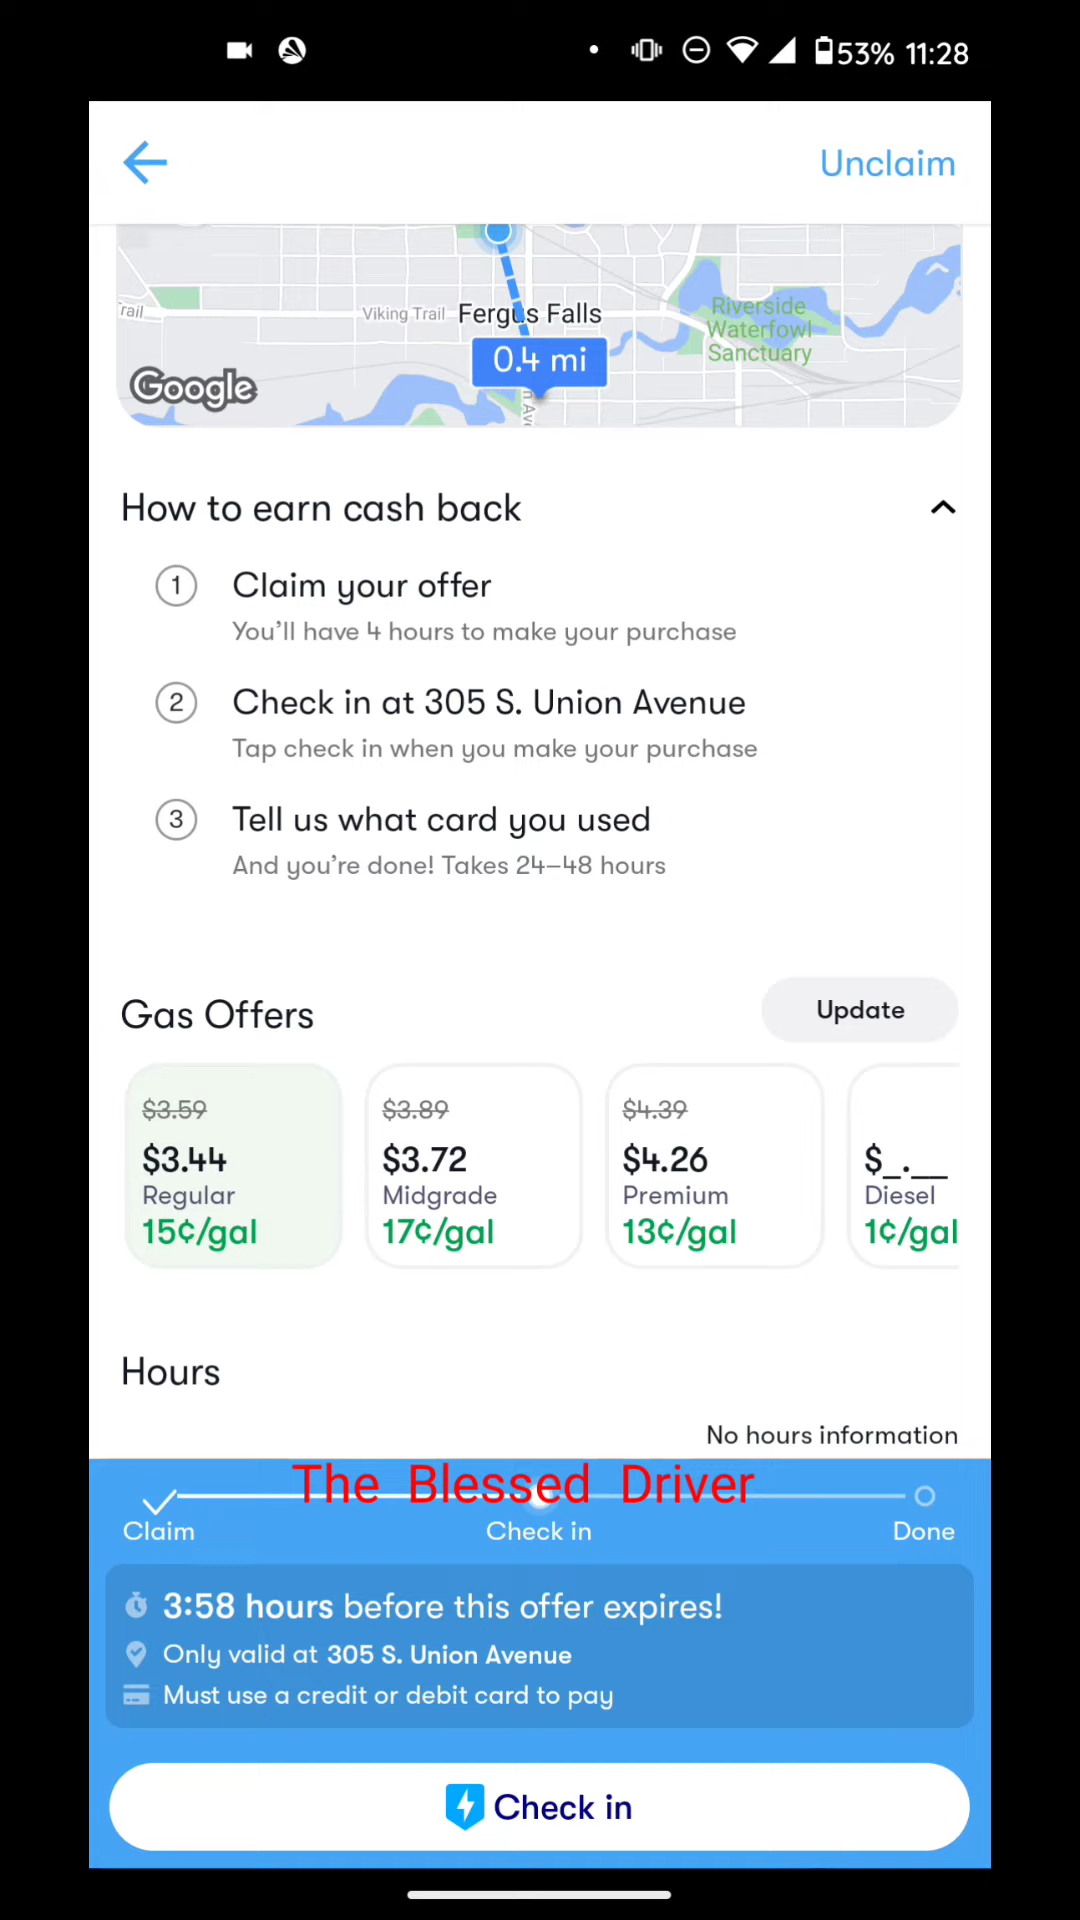 53% 11:28
Unclaim
Trail
Viking Trail
Fergus Falls
Riverside
Waterfowl
Sanctuary
0.4 mi
Google
n Av
How to earn cash back
1 Claim your offer
You'll have 4 hours to make your purchase
2 Check in at 305 S. Union Avenue
Tap check in when you make your purchase
3 Tell us what card you used
And you're done! Takes 24–48 hours
Gas Offers
Update
$3.59
$3.44
Regular
15¢/gal
$3.89
$3.72
Midgrade
17¢/gal
$4.39
$4.26
Premium
13¢/gal
$_.__
Diesel
1¢/gal
Hours
No hours information
The Blessed Driver
Claim
Check in
Done
3:58 hours before this offer expires!
Only valid at 305 S. Union Avenue
Must use a credit or debit card to pay
Check in